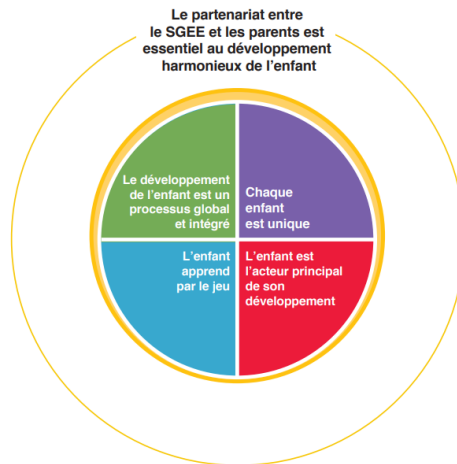 Le partenariat entre
le SGEE et les parents est
essentiel au développement
harmonieux de l'enfant
Le développement
de l'enfant est un
processus global
et intégré
Chaque
enfant
est unique
L'enfant
apprend
par le jeu
L'enfant est
l'acteur principal
de son
développement